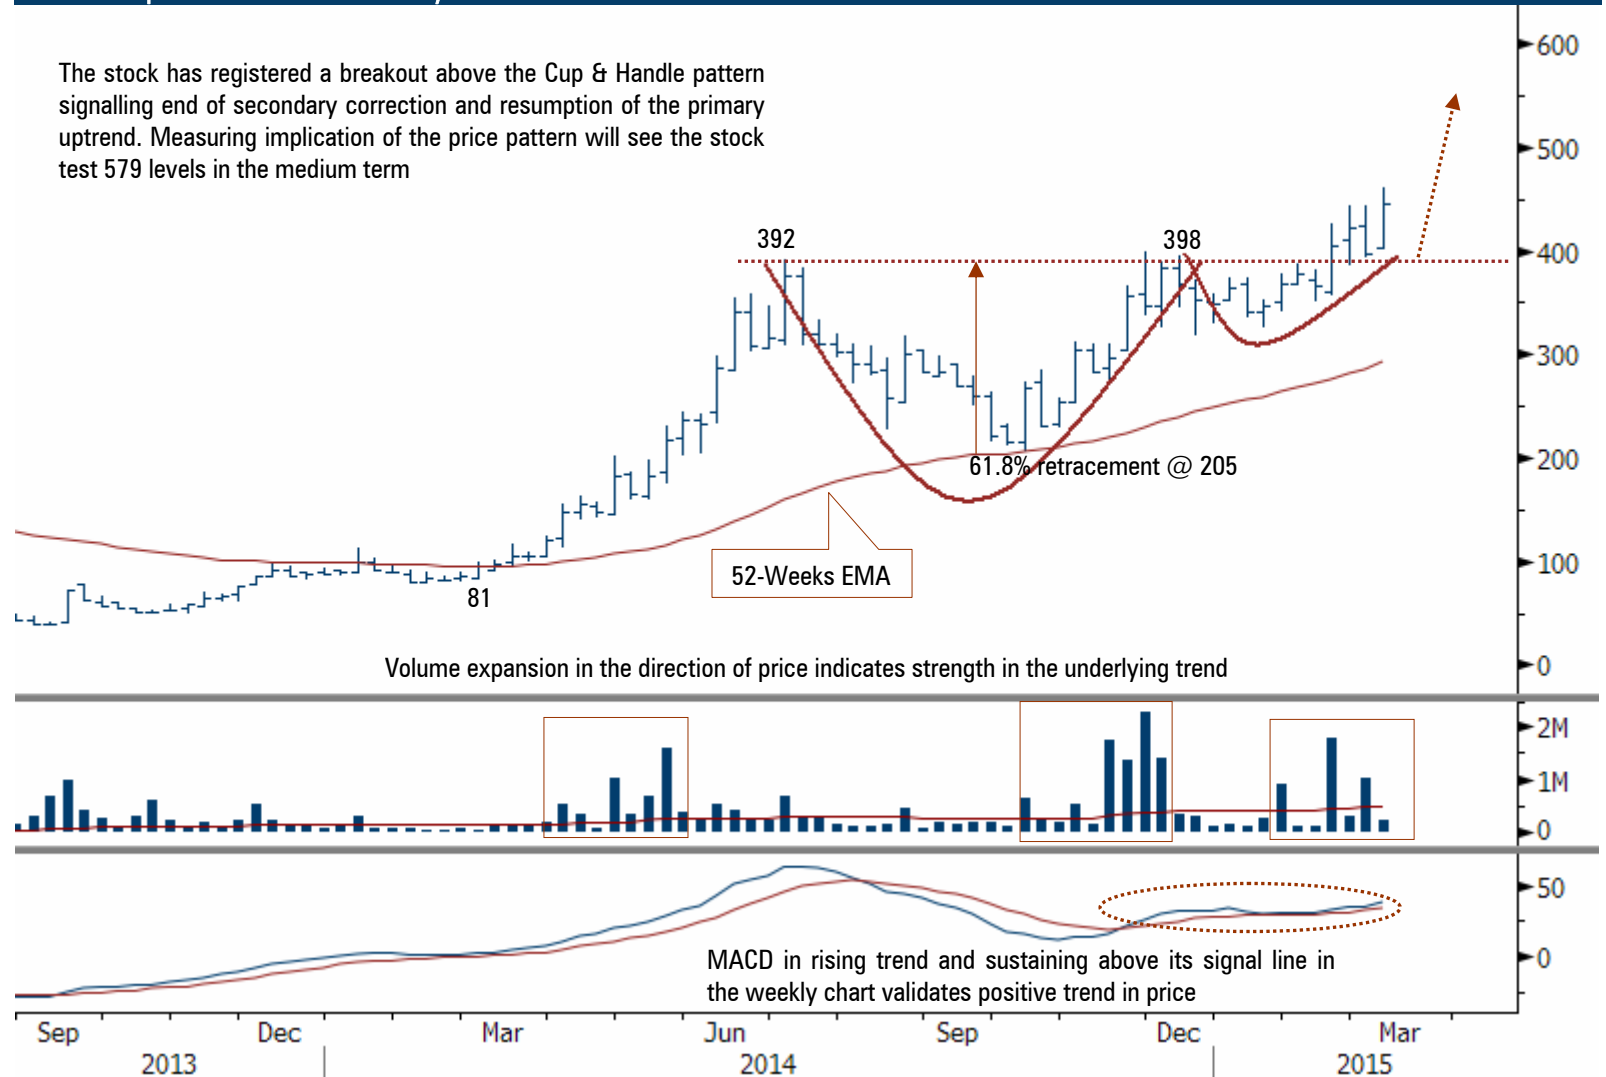 The stock has registered a breakout above the Cup & Handle pattern
signalling end of secondary correction and resumption of the primary
uptrend. Measuring implication of the price pattern will see the stock
test 579 levels in the medium term
600
500
400
300
200
100
0
392
398
61.8% retracement @ 205
52-Weeks EMA
81
Volume expansion in the direction of price indicates strength in the underlying trend
2M
1M
0
50
0
MACD in rising trend and sustaining above its signal line in
the weekly chart validates positive trend in price
Sep Dec Mar Jun Sep Dec Mar
2013 2014 2015